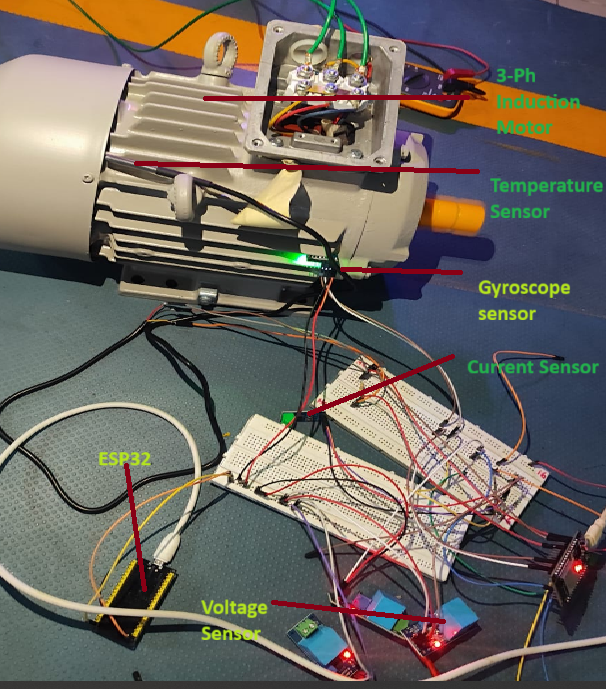 3-Ph
Induction
Motor
Temperature
Sensor
Gyroscope
sensor
Current Sensor
ESP32
Voltage
Sensor